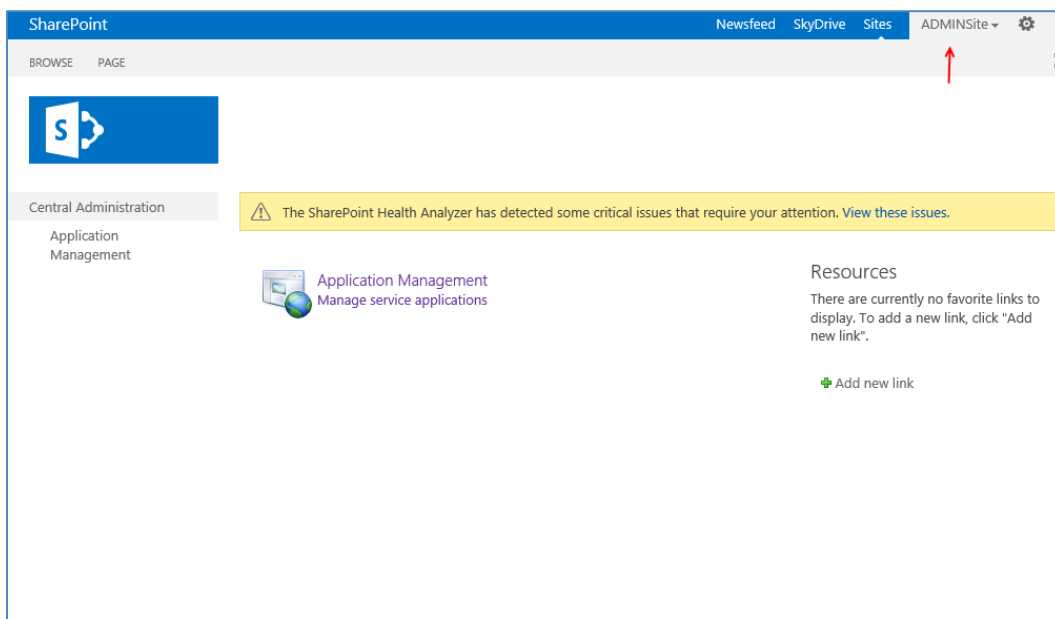 SharePoint
Newsfeed SkyDrive Sites ADMINSite
BROWSE PAGE
S
Central Administration
Application
Management
The SharePoint Health Analyzer has detected some critical issues that require your attention. View these issues.
Application Management
Manage service applications
Resources
There are currently no favorite links to
display. To add a new link, click "Add
new link".
Add new link